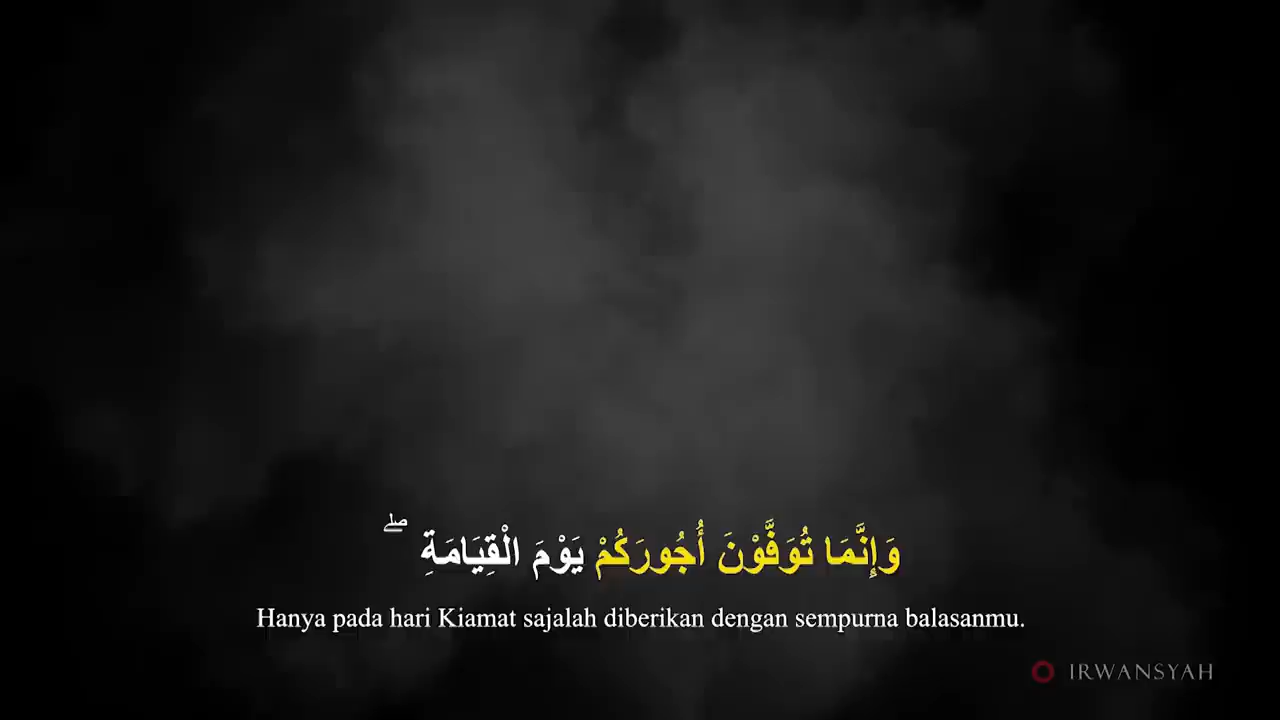 وَإِنَّمَا تُوَفَّوْنَ أُجُورَكُمْ يَوْمَ الْقِيَامَةِ ۖ
Hanya pada hari Kiamat sajalah diberikan dengan sempurna balasanmu.
IRWANSYAH